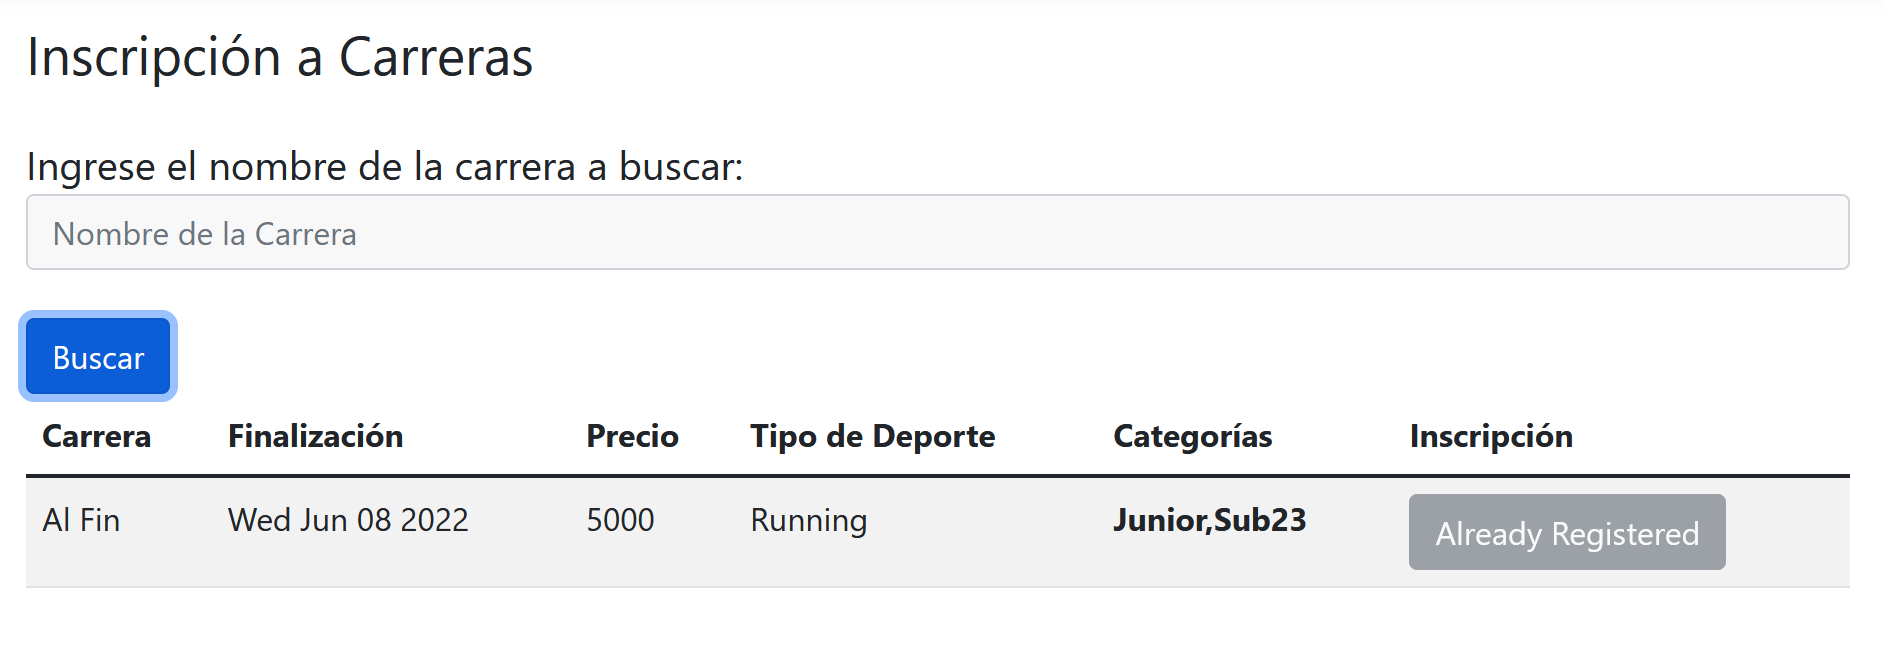 Inscripción a Carreras
Ingrese el nombre de la carrera a buscar:
Nombre de la Carrera
Buscar
Carrera Finalización Precio Tipo de Deporte Categorías Inscripción
Al Fin Wed Jun 08 2022 5000 Running Junior,Sub23 Already Registered